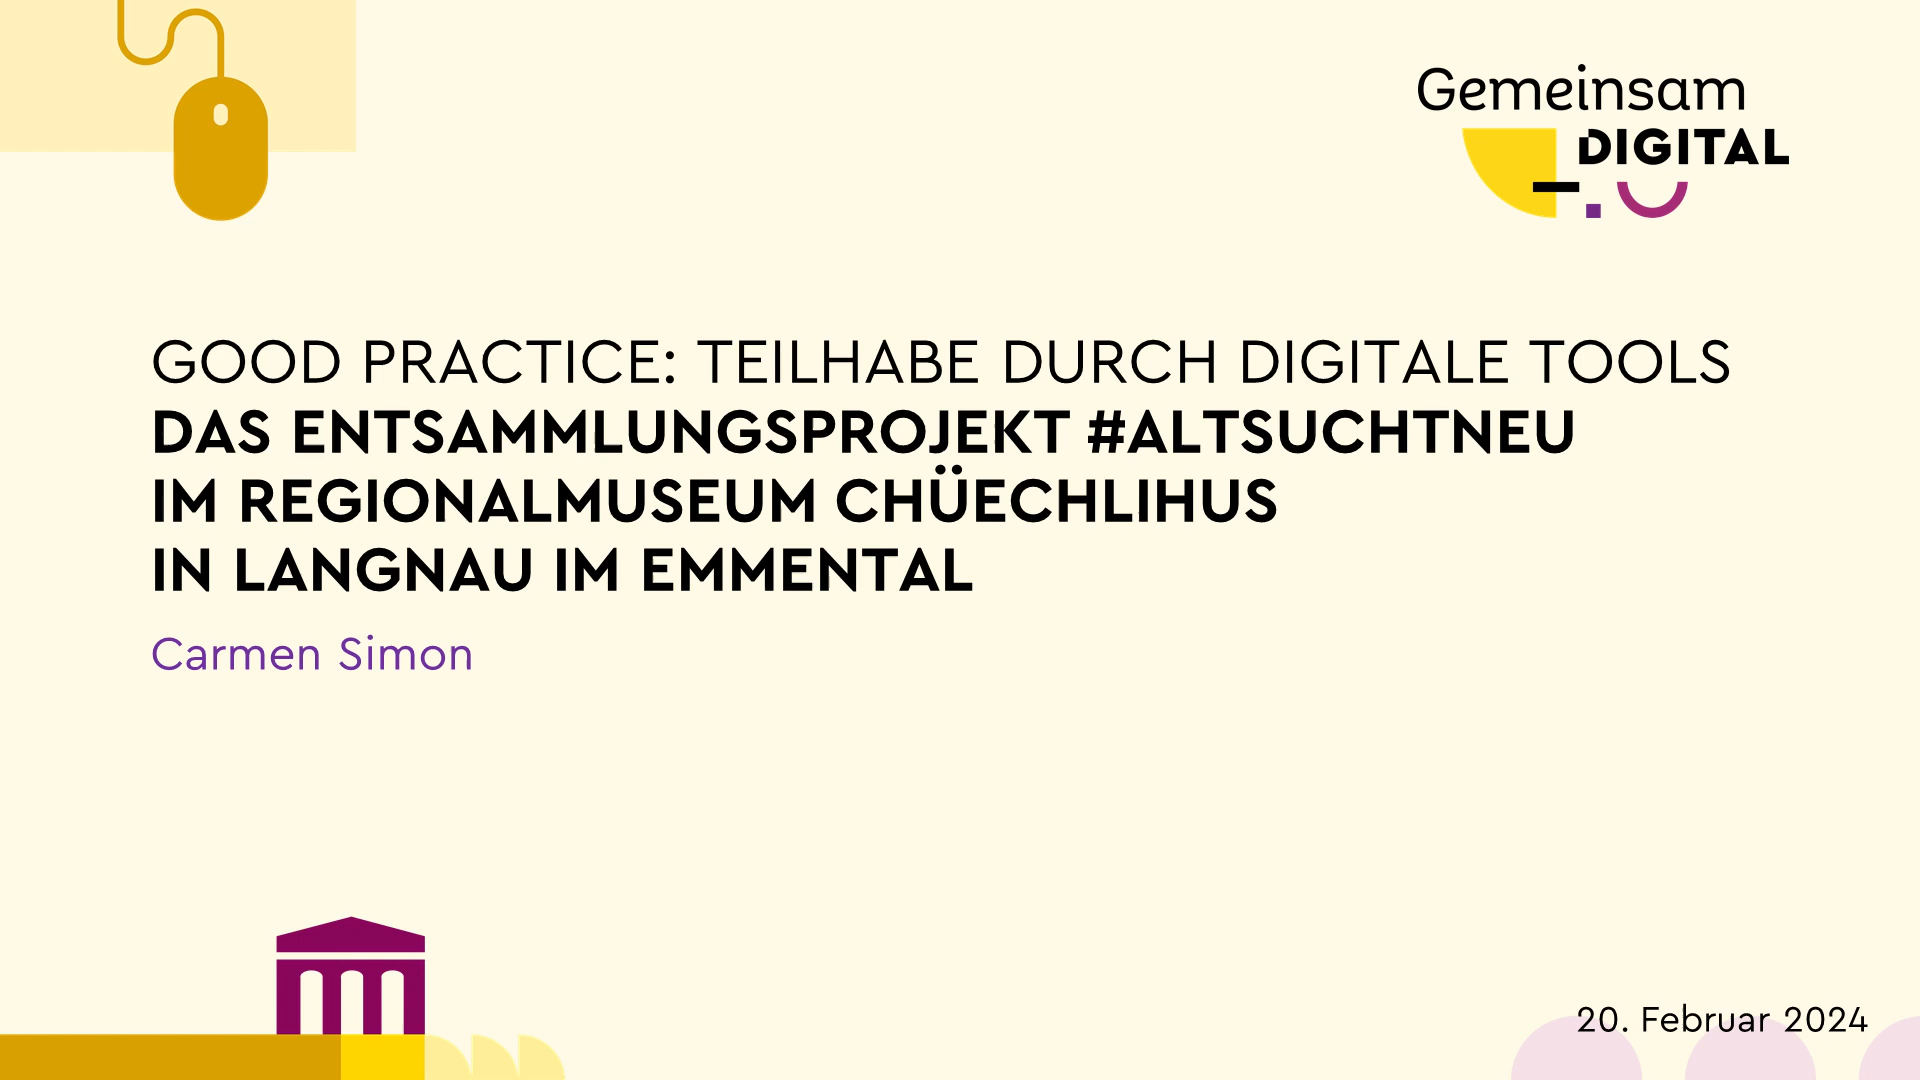 Gemeinsam
DIGITAL
GOOD PRACTICE: TEILHABE DURCH DIGITALE TOOLS
DAS ENTSAMMLUNGSPROJEKT #ALTSUCHTNEU
IM REGIONALMUSEUM CHÜECHLIHUS
IN LANGNAU IM EMMENTAL
Carmen Simon
20. Februar 2024